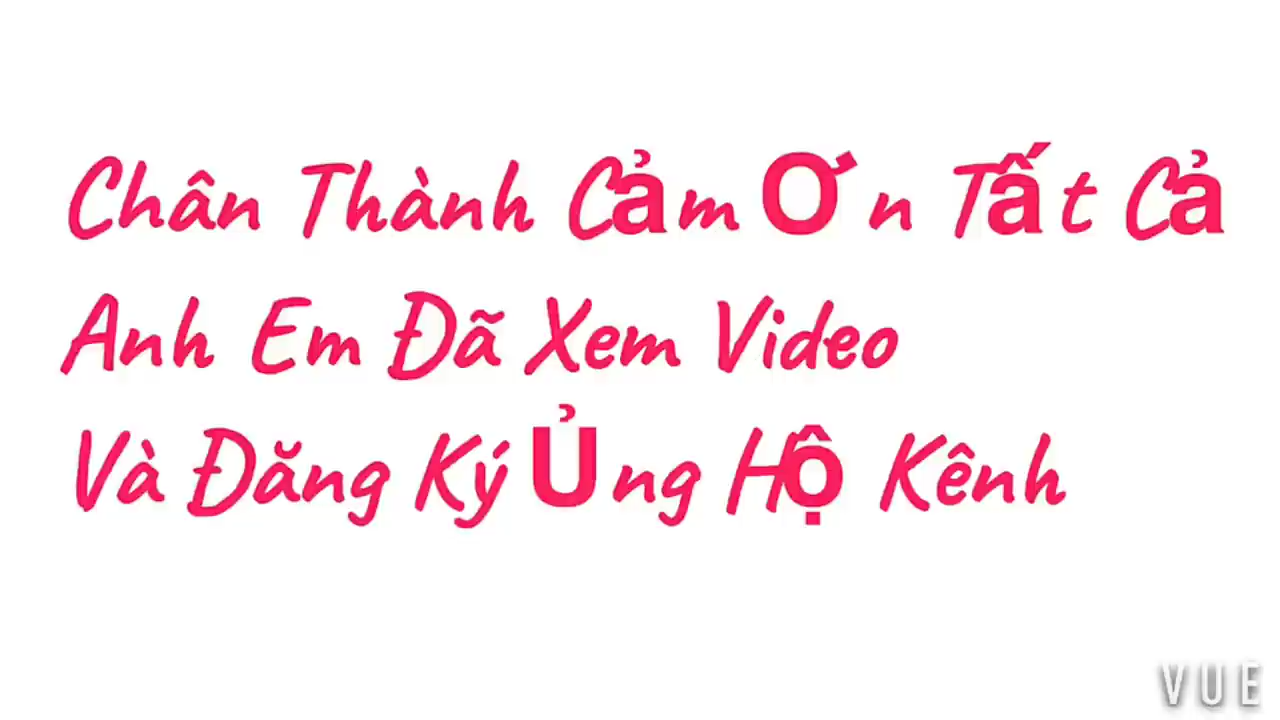 Chân Thành Cảm Ơn Tất Cả
Anh Em Đã Xem Video
Và Đăng Ký Ủng Hộ Kênh
VUE